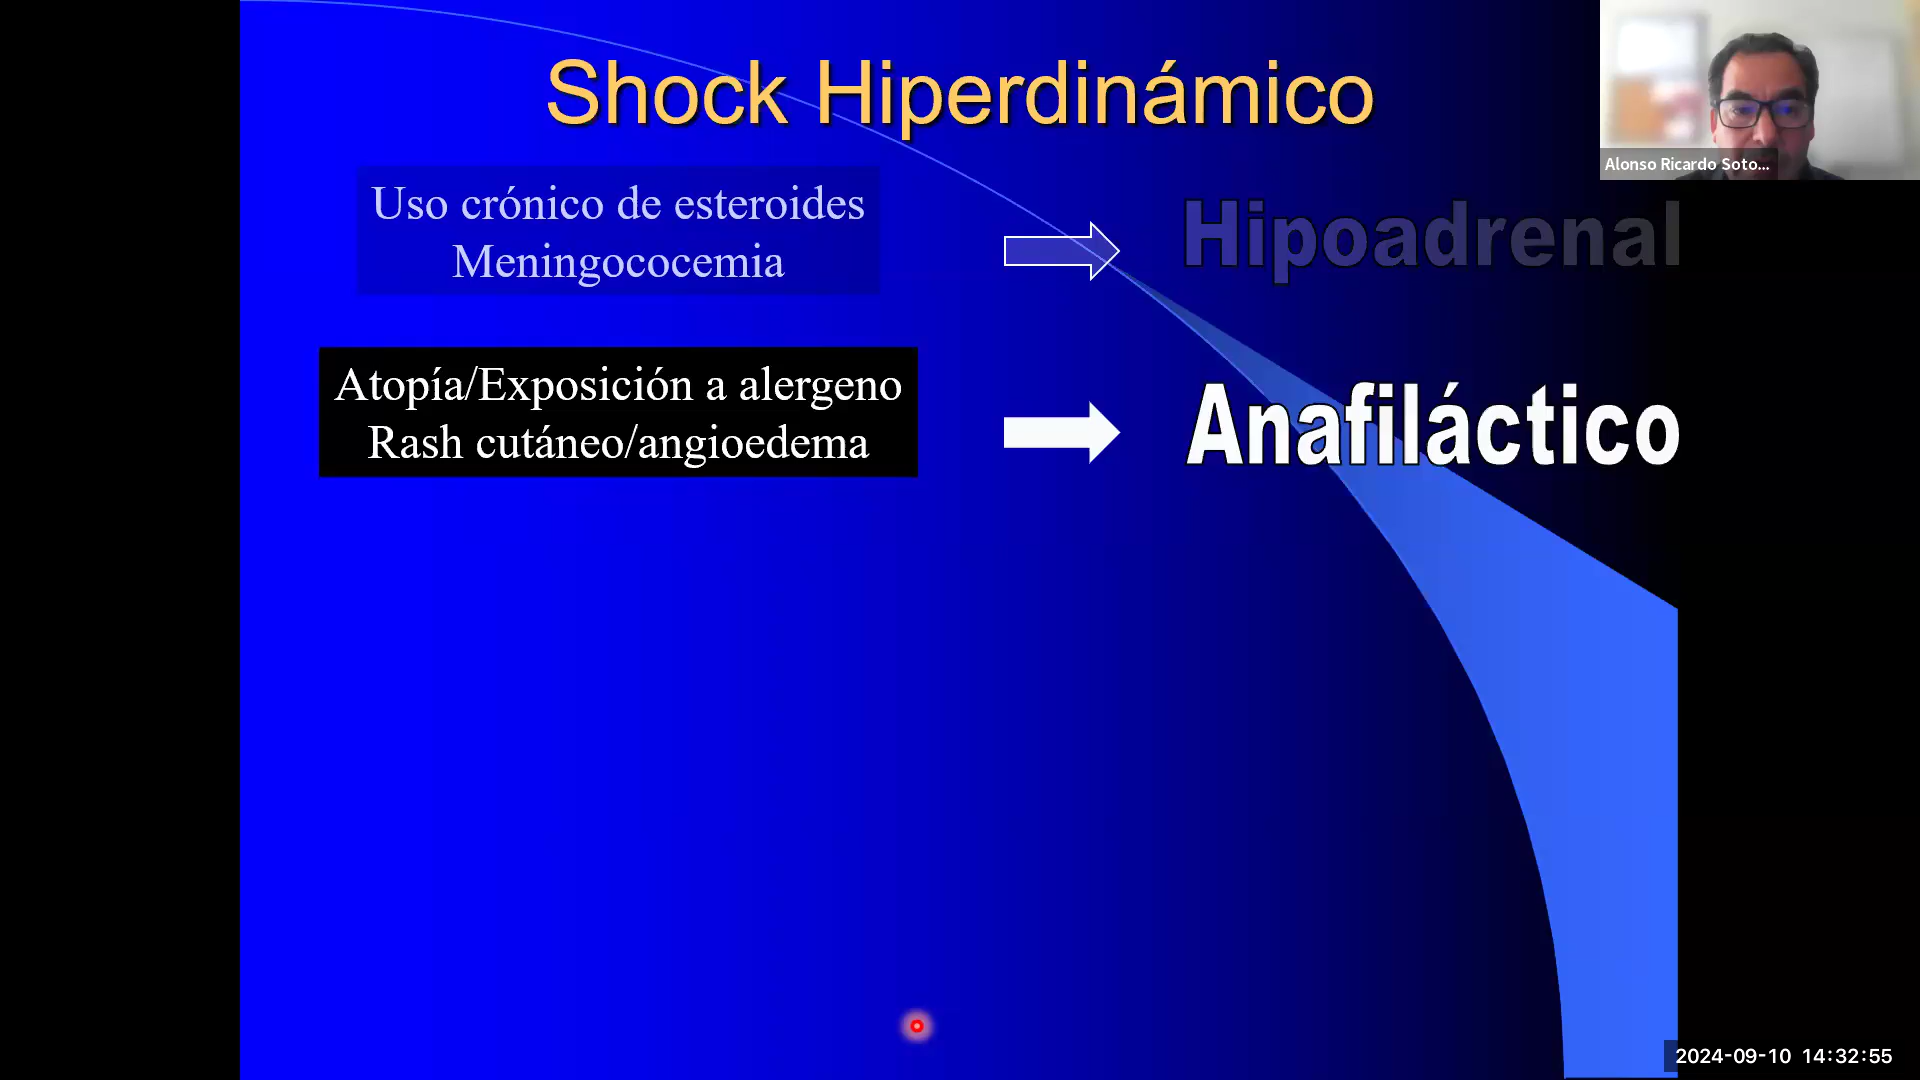 Shock Hiperdinámico
Alonso Ricardo Soto...
Uso crónico de esteroides
Meningococemia
Hipoadrenal
Atopía/Exposición a alergeno
Rash cutáneo/angioedema
Anafiláctico
2024-09-10 14:32:55